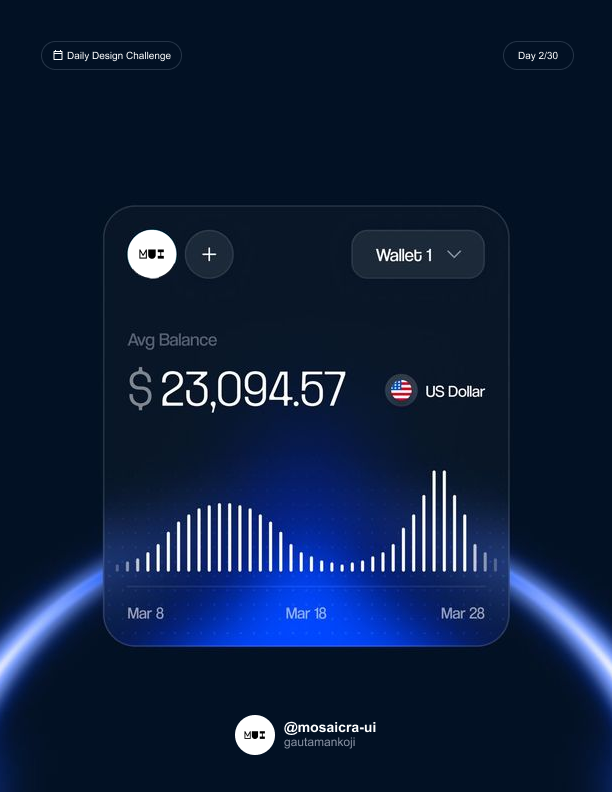 Daily Design Challenge
Day 2/30
MUI
+
Wallet 1
Avg Balance
$ 23,094.57
US Dollar
Mar 8
Mar 18
Mar 28
MUI
@mosaicra-ui
gautamankoji